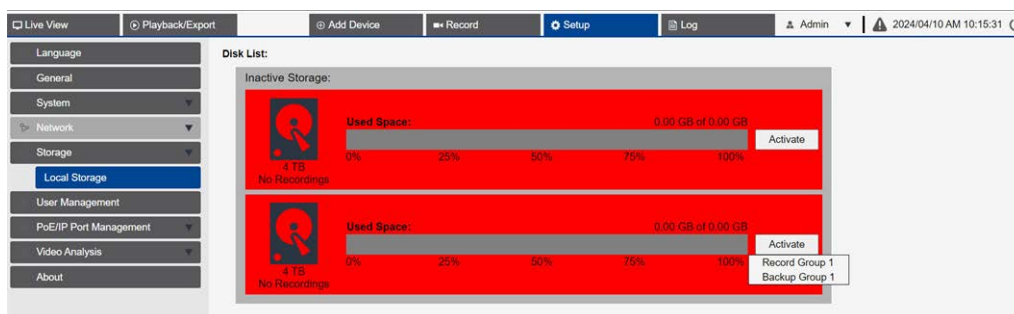 Live View Playback/Export Add Device Record Setup Log Admin 2024/04/10 AM 10:15:31
Language
General
System
Network
Storage
Local Storage
User Management
PoE/IP Port Management
Video Analysis
About
Disk List:
Inactive Storage:
Used Space: 0.00 GB of 0.00 GB
Activate
0% 25% 50% 75% 100%
4 TB
No Recordings
Used Space: 0.00 GB of 0.00 GB
Activate
0% 25% 50% 75% 100%
Record Group 1
Backup Group 1
4 TB
No Recordings